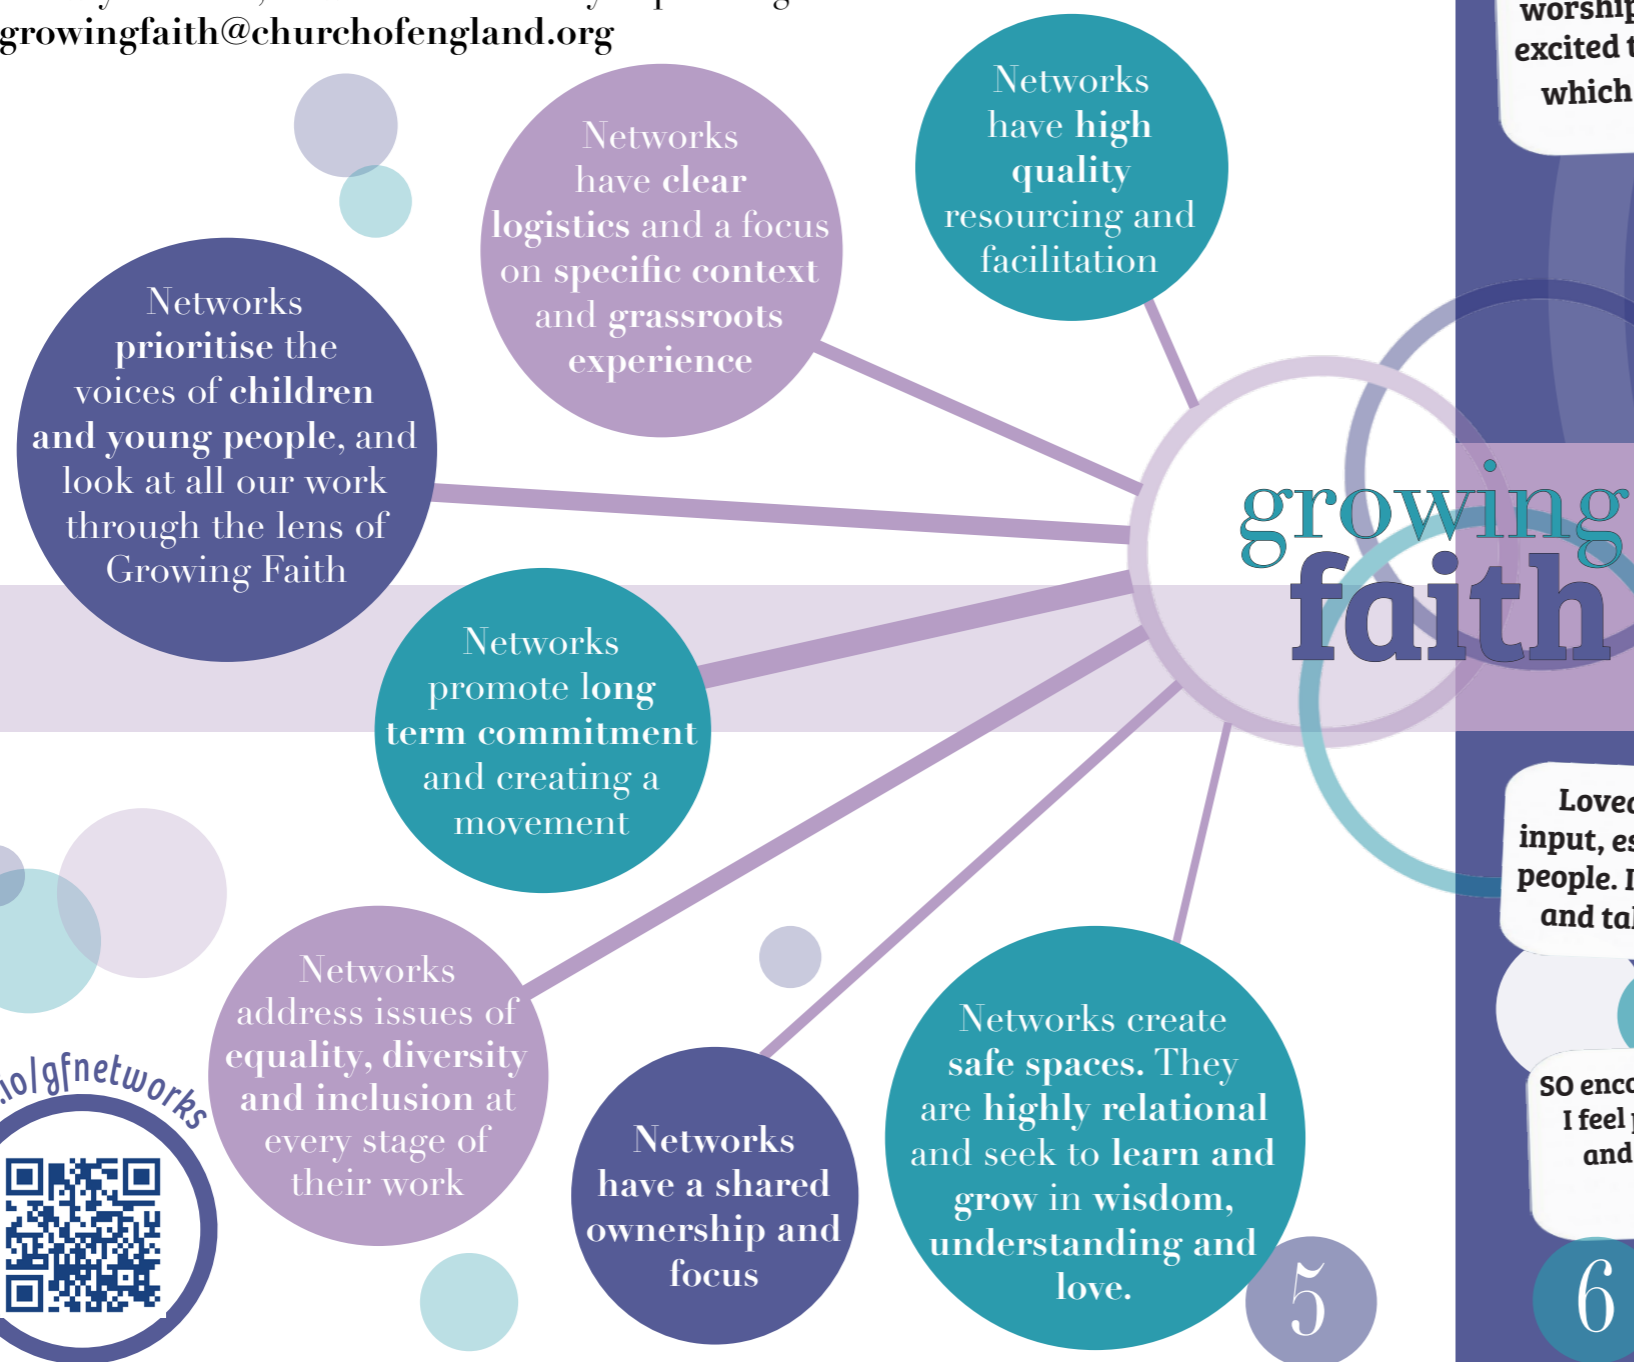 growingfaith@churchofengland.org
Networks
have high
quality
resourcing and
facilitation
Networks
have clear
logistics and a focus
on specific context
and grassroots
experience
Networks
prioritise the
voices of children
and young people, and
look at all our work
through the lens of
Growing Faith
growing
faith
Networks
promote long
term commitment
and creating a
movement
Networks
address issues of
equality, diversity
and inclusion at
every stage of
their work
Networks
have a shared
ownership and
focus
Networks create
safe spaces. They
are highly relational
and seek to learn and
grow in wisdom,
understanding and
love.
.io/gfnetworks
5
worship
excited
which
Loved
input,
people.
and
SO
I feel
and
6